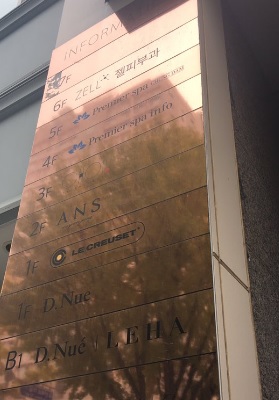 INFORM
7F
6F ZELL 젤피부과
5F Premier spa
4F Premier spa info
3F
2F ANS
1F LE CREUSET
1F D.Nue
B1 D.Nué LEHA